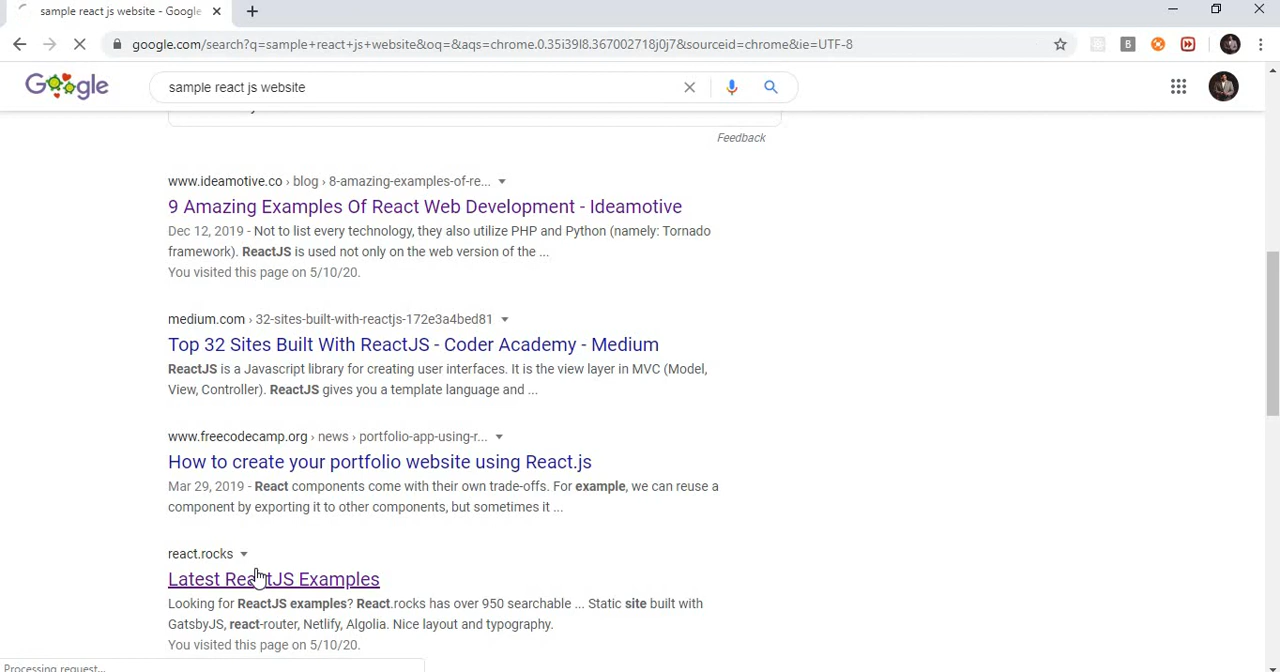 sample react js website - Google
google.com/search?q=sample+react+js+website&oq=&aqs=chrome.0.35i39l8.367002718j0j7&sourceid=chrome&ie=UTF-8
B
Google
sample react js website
Feedback
www.ideamotive.co › blog › 8-amazing-examples-of-re...
9 Amazing Examples Of React Web Development - Ideamotive
Dec 12, 2019 - Not to list every technology, they also utilize PHP and Python (namely: Tornado
framework). ReactJS is used not only on the web version of the ...
You visited this page on 5/10/20.
medium.com › 32-sites-built-with-reactjs-172e3a4bed81
Top 32 Sites Built With ReactJS - Coder Academy - Medium
ReactJS is a Javascript library for creating user interfaces. It is the view layer in MVC (Model,
View, Controller). ReactJS gives you a template language and ...
www.freecodecamp.org › news › portfolio-app-using-r...
How to create your portfolio website using React.js
Mar 29, 2019 - React components come with their own trade-offs. For example, we can reuse a
component by exporting it to other components, but sometimes it ...
react.rocks
Latest ReactJS Examples
Looking for ReactJS examples? React.rocks has over 950 searchable ... Static site built with
GatsbyJS, react-router, Netlify, Algolia. Nice layout and typography.
You visited this page on 5/10/20.
Processing request...